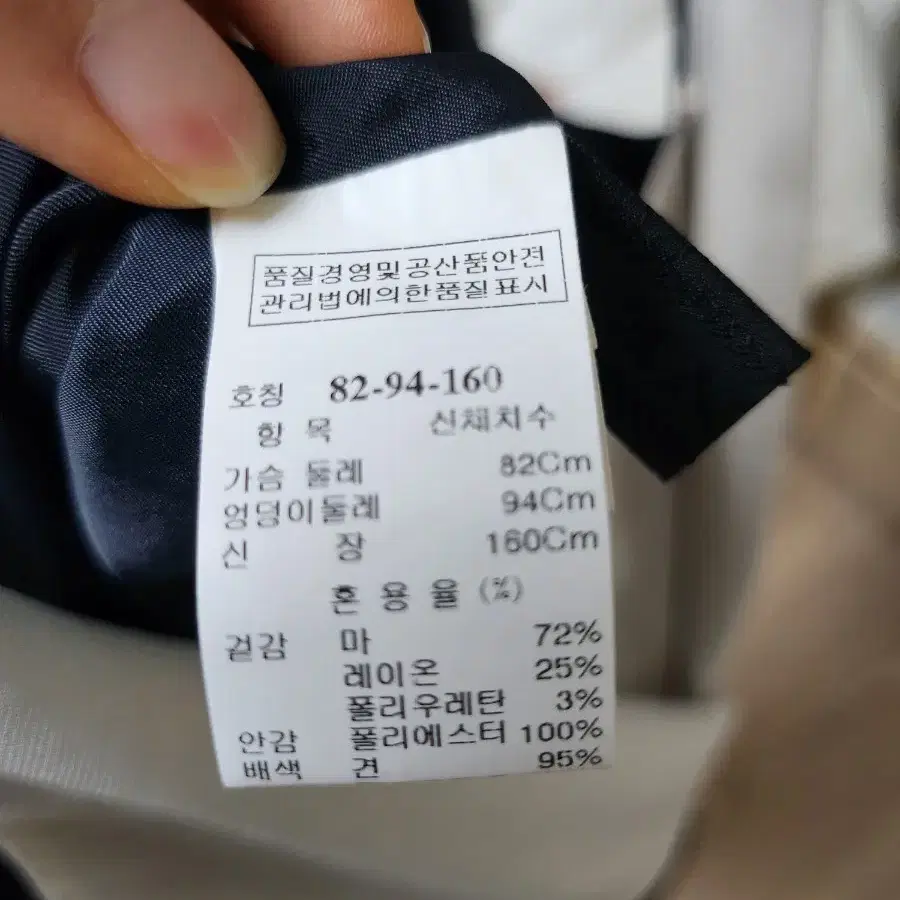 품질경영및공산품안전
관리법에의한품질표시
호칭 82-94-160
항 목 신체치수
가슴 둘레 82Cm
엉덩이둘레 94Cm
신 장 160Cm
혼 용 율 (%)
겉감 마 72%
레이온 25%
폴리우레탄 3%
안감 폴리에스터 100%
배색 견 95%